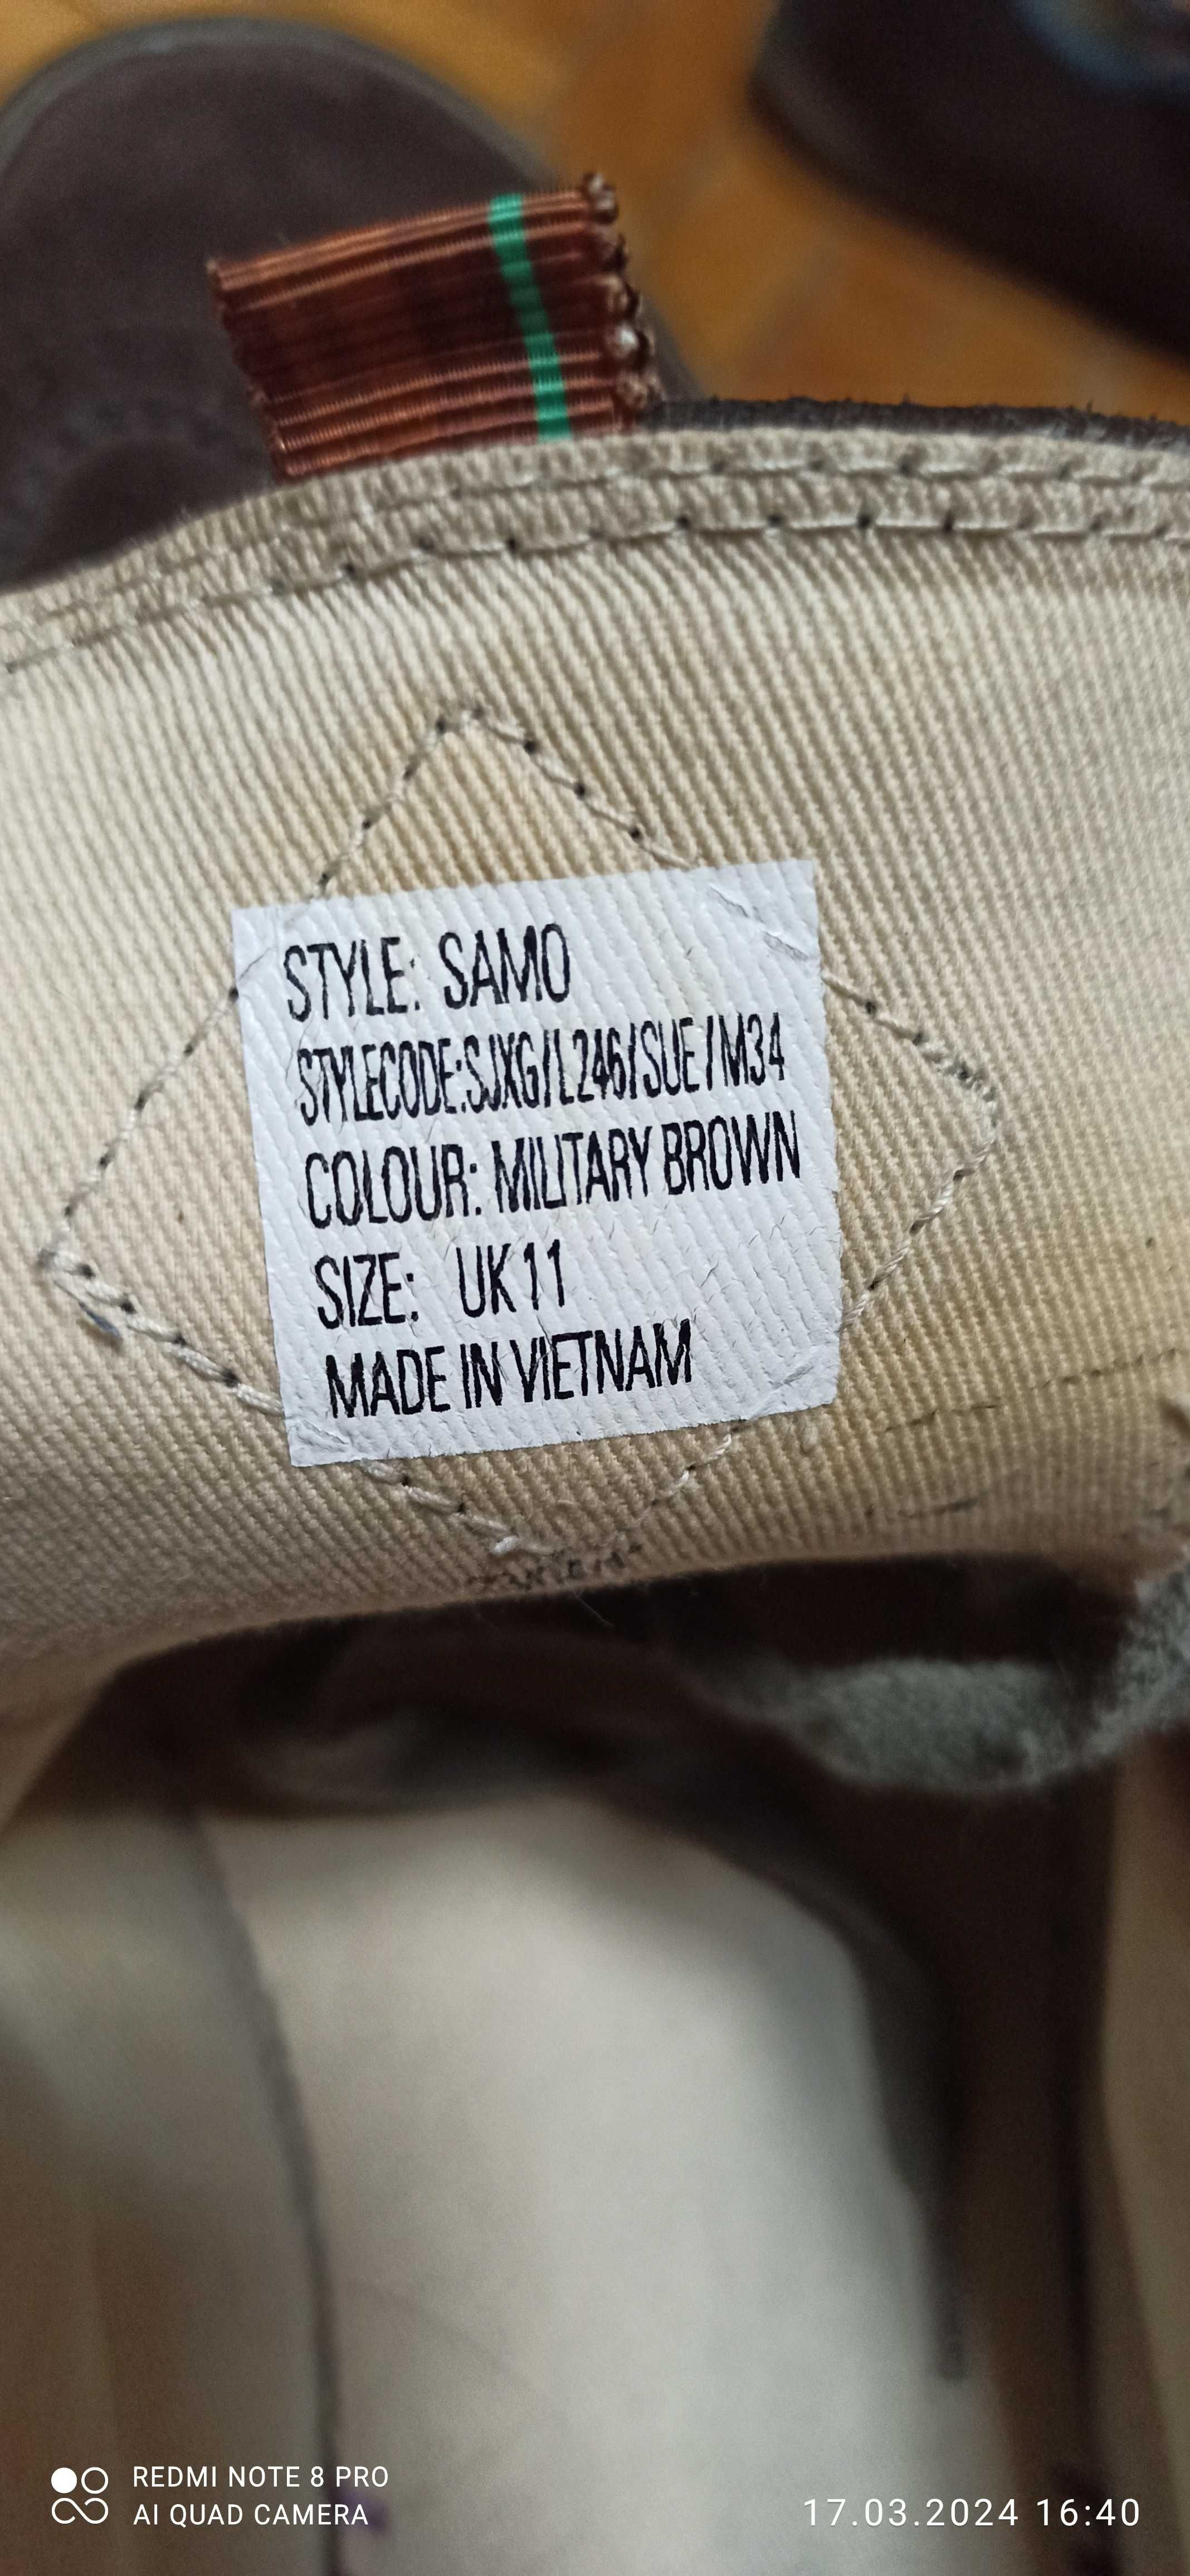 STYLE: SAMO
STYLECODE:SJXG/L246/SUE/M34
COLOUR: MILITARY BROWN
SIZE: UK11
MADE IN VIETNAM
REDMI NOTE 8 PRO
AI QUAD CAMERA
17.03.2024 16:40